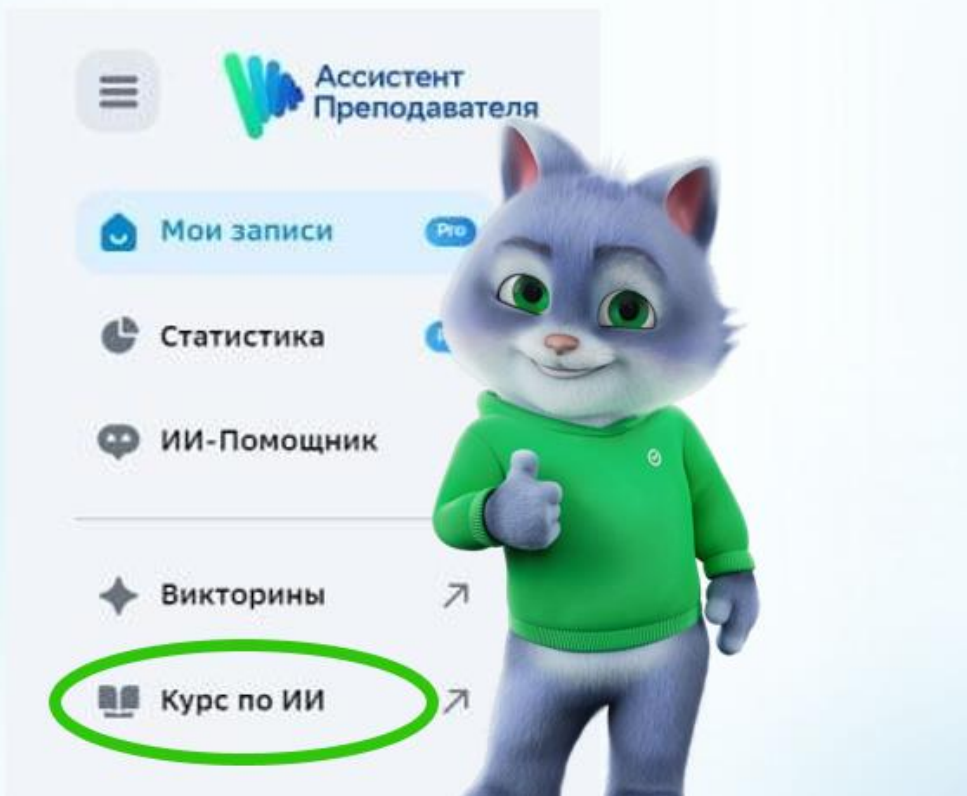 Ассистент
Преподавателя
Мои записи
Pro
Статистика
ИИ-Помощник
Викторины
Курс по ИИ